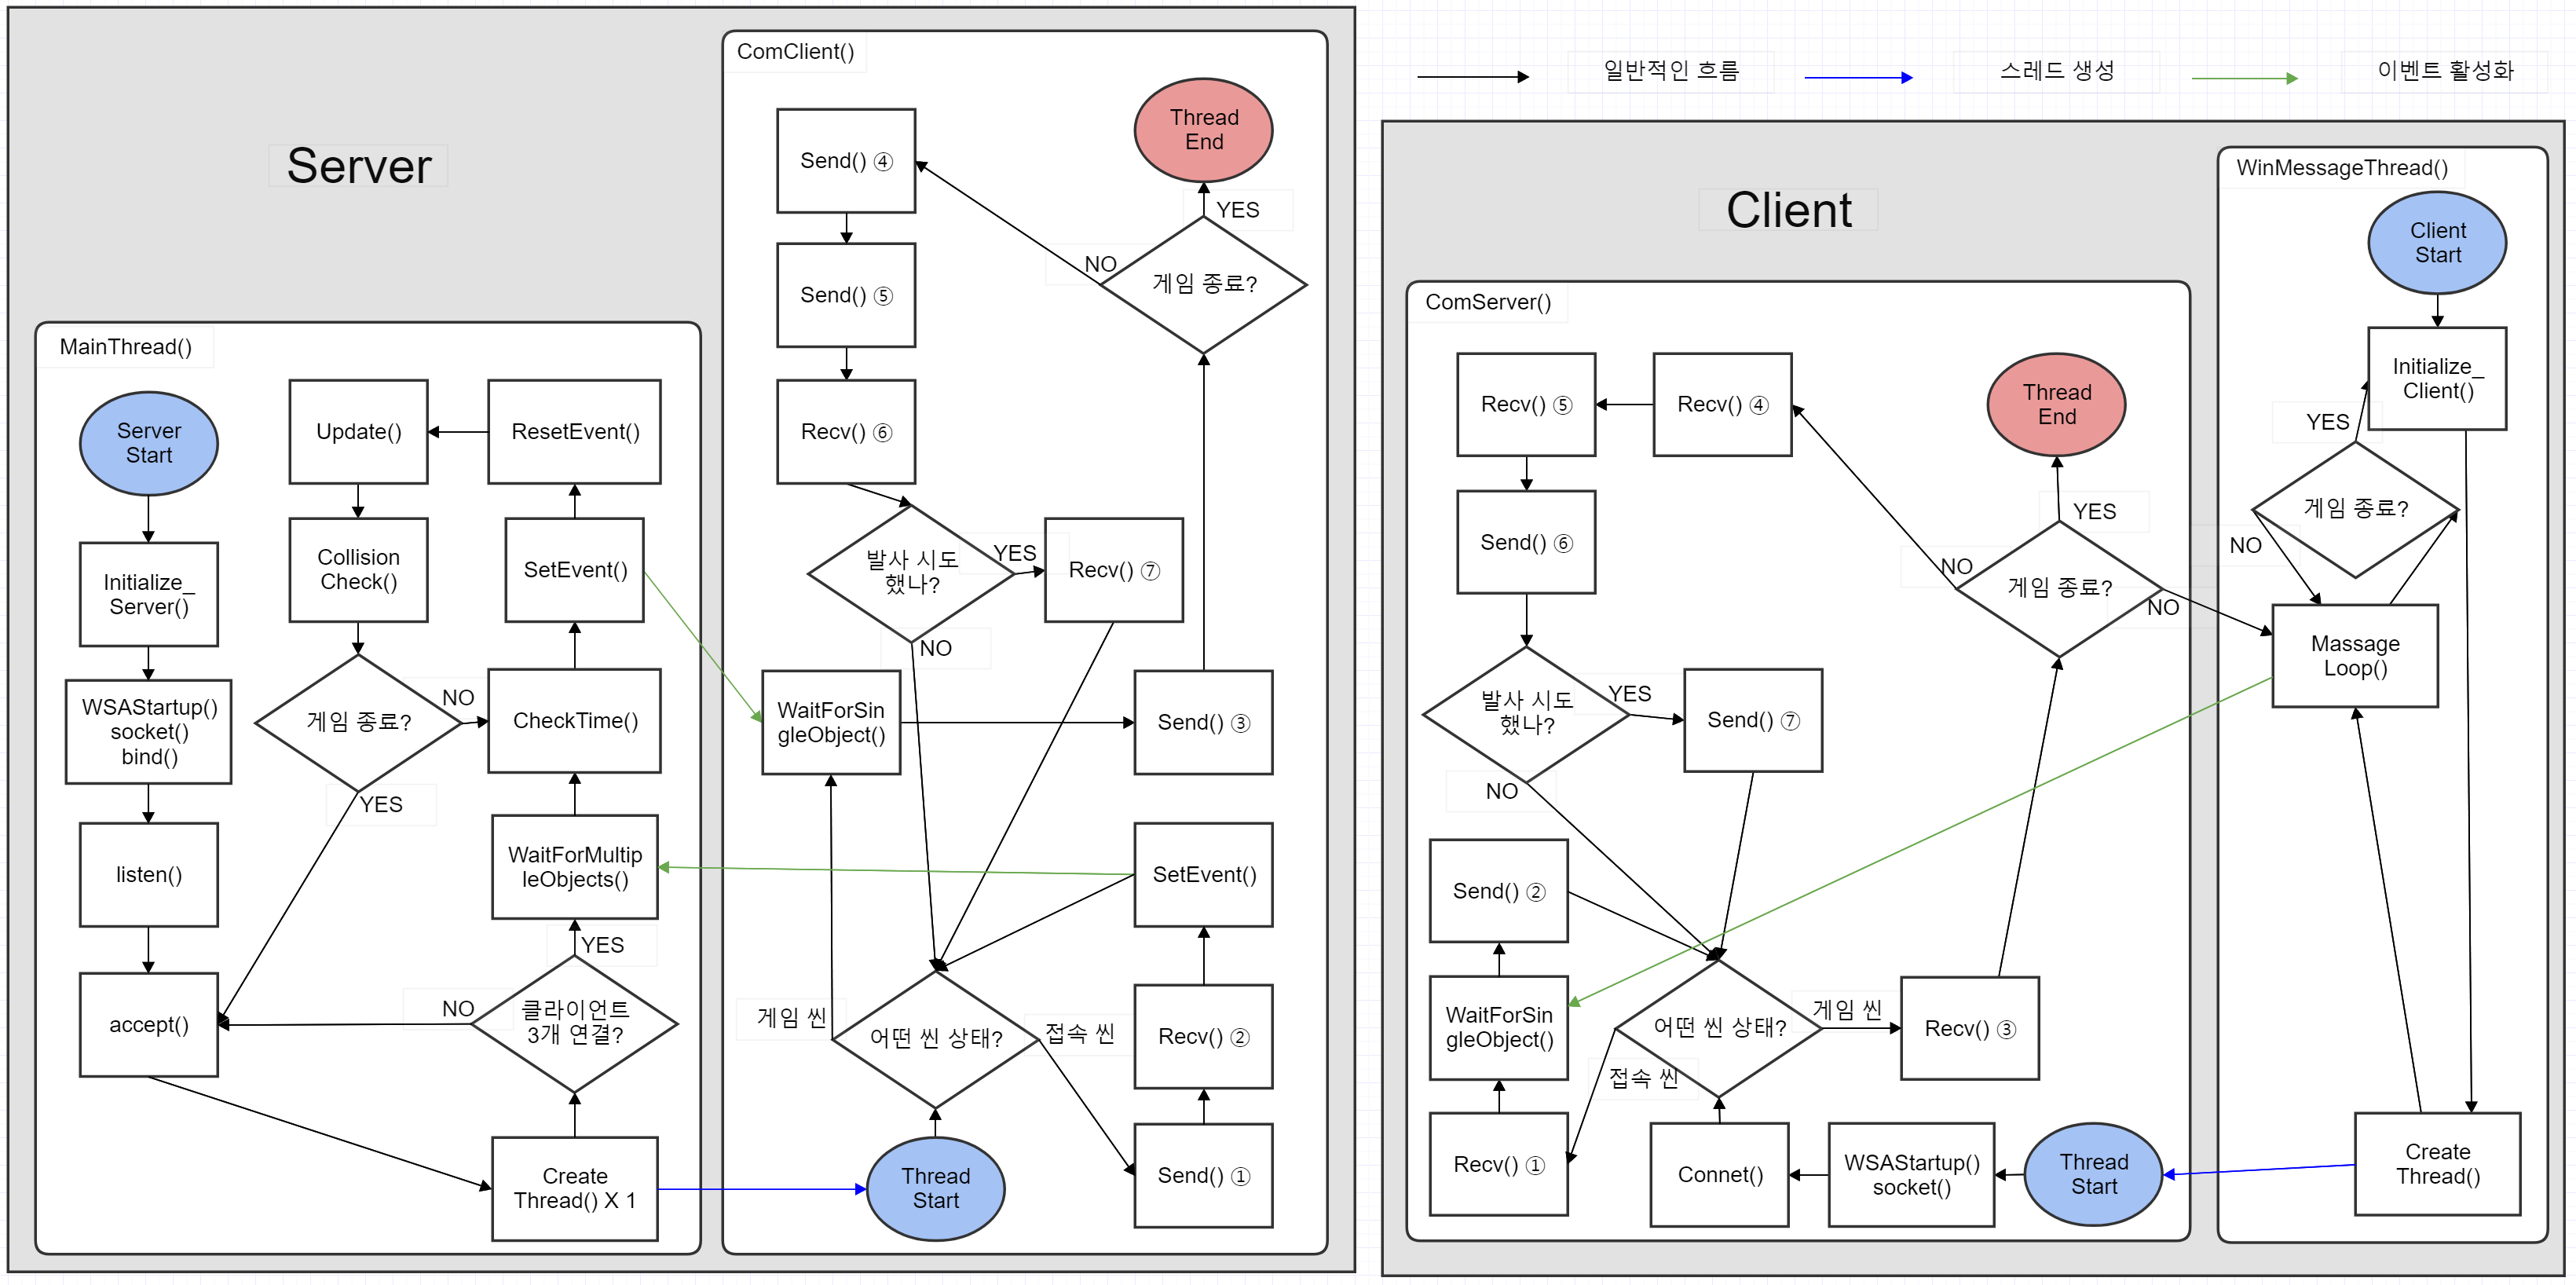 일반적인 흐름
스레드 생성
이벤트 활성화
Server
ComClient()
Send() ④
Thread
End
YES
NO
게임 종료?
Send() ⑤
Recv() ⑥
발사 시도
했나?
YES
Recv() ⑦
NO
WaitForSin
gleObject()
Send() ③
SetEvent()
게임 씬
어떤 씬 상태?
접속 씬
Recv() ②
Thread
Start
Send() ①
MainThread()
Server
Start
Update()
ResetEvent()
Initialize_
Server()
Collision
Check()
SetEvent()
WSAStartup()
socket()
bind()
게임 종료?
NO
CheckTime()
YES
listen()
WaitForMultip
leObjects()
YES
accept()
NO
클라이언트
3개 연결?
Create
Thread() X 1
Client
ComServer()
Recv() ⑤
Recv() ④
Thread
End
Send() ⑥
YES
NO
게임 종료?
NO
발사 시도
했나?
YES
Send() ⑦
NO
Send() ②
WaitForSin
gleObject()
어떤 씬 상태?
게임 씬
Recv() ③
접속 씬
Recv() ①
Connet()
WSAStartup()
socket()
Thread
Start
WinMessageThread()
Client
Start
Initialize_
Client()
YES
게임 종료?
NO
Massage
Loop()
Create
Thread()